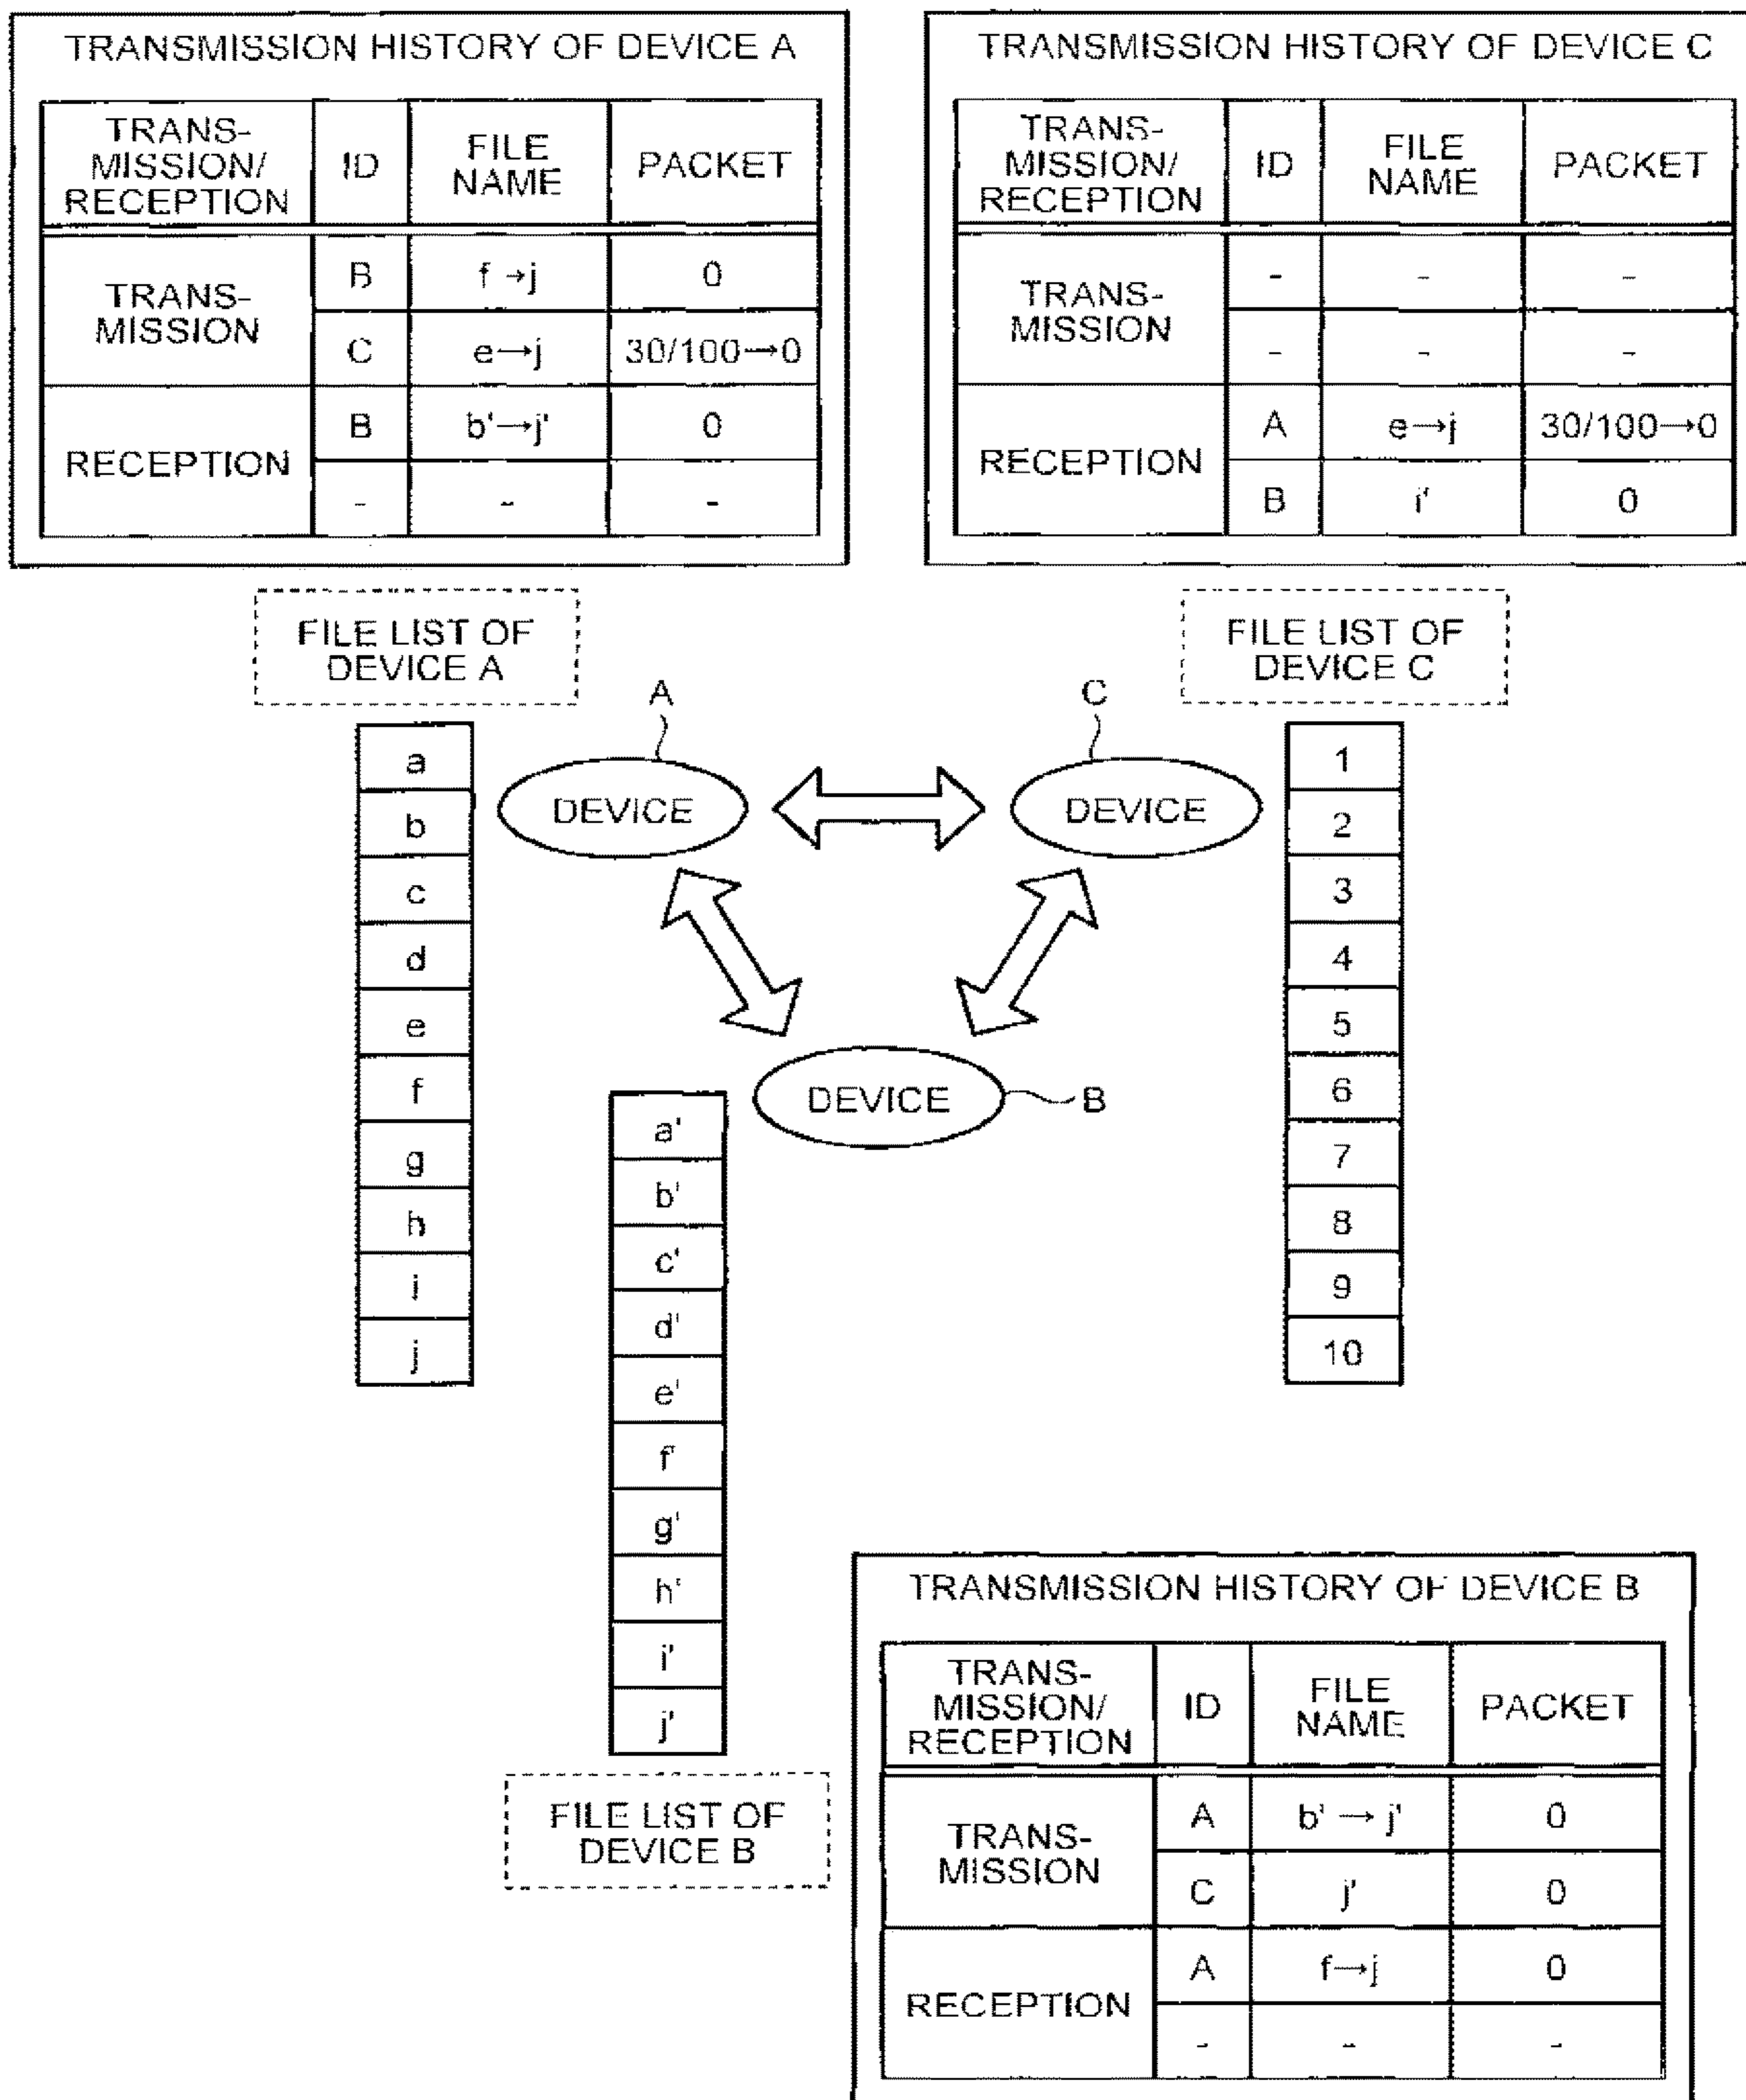 TRANSMISSION HISTORY OF DEVICE A
TRANS-
MISSION/
RECEPTION
ID
FILE
NAME
PACKET
TRANS-
MISSION
B
f→j
0
C
e→j
30/100→0
RECEPTION
B
b'→j'
0
-
-
-
TRANSMISSION HISTORY OF DEVICE C
TRANS-
MISSION/
RECEPTION
ID
FILE
NAME
PACKET
TRANS-
MISSION
-
-
-
-
-
-
RECEPTION
A
e→j
30/100→0
B
0
FILE LIST OF
DEVICE A
a
b
c
d
e
f
g
h
i
j
A
DEVICE
C
DEVICE
DEVICE
B
FILE LIST OF
DEVICE C
1
2
3
4
5
6
7
8
9
10
a'
b'
c'
d'
e'
f'
g'
h'
i'
j'
FILE LIST OF
DEVICE B
TRANSMISSION HISTORY OF DEVICE B
TRANS-
MISSION/
RECEPTION
ID
FILE
NAME
PACKET
TRANS-
MISSION
A
b' → j'
0
C
j'
0
RECEPTION
A
f→j
0
-
-
-